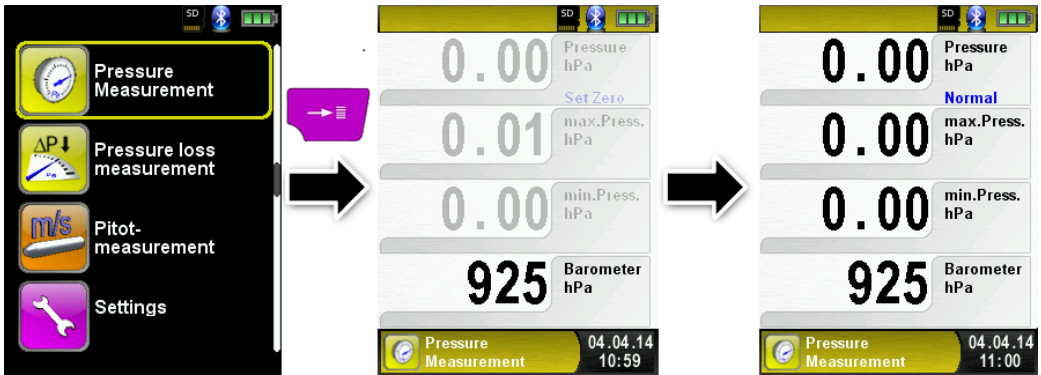 SD
Pressure
Measurement
ΔP
Pa
Pressure loss
measurement
m/s
Pitot-
measurement
Settings
SD
0.00 Pressure
hPa
Set Zero
0.01 max.Press.
hPa
0.00 min.Press.
hPa
925 Barometer
hPa
Pressure
Measurement
04.04.14
10:59
SD
0.00 Pressure
hPa
Normal
0.00 max.Press.
hPa
0.00 min.Press.
hPa
925 Barometer
hPa
Pressure
Measurement
04.04.14
11:00